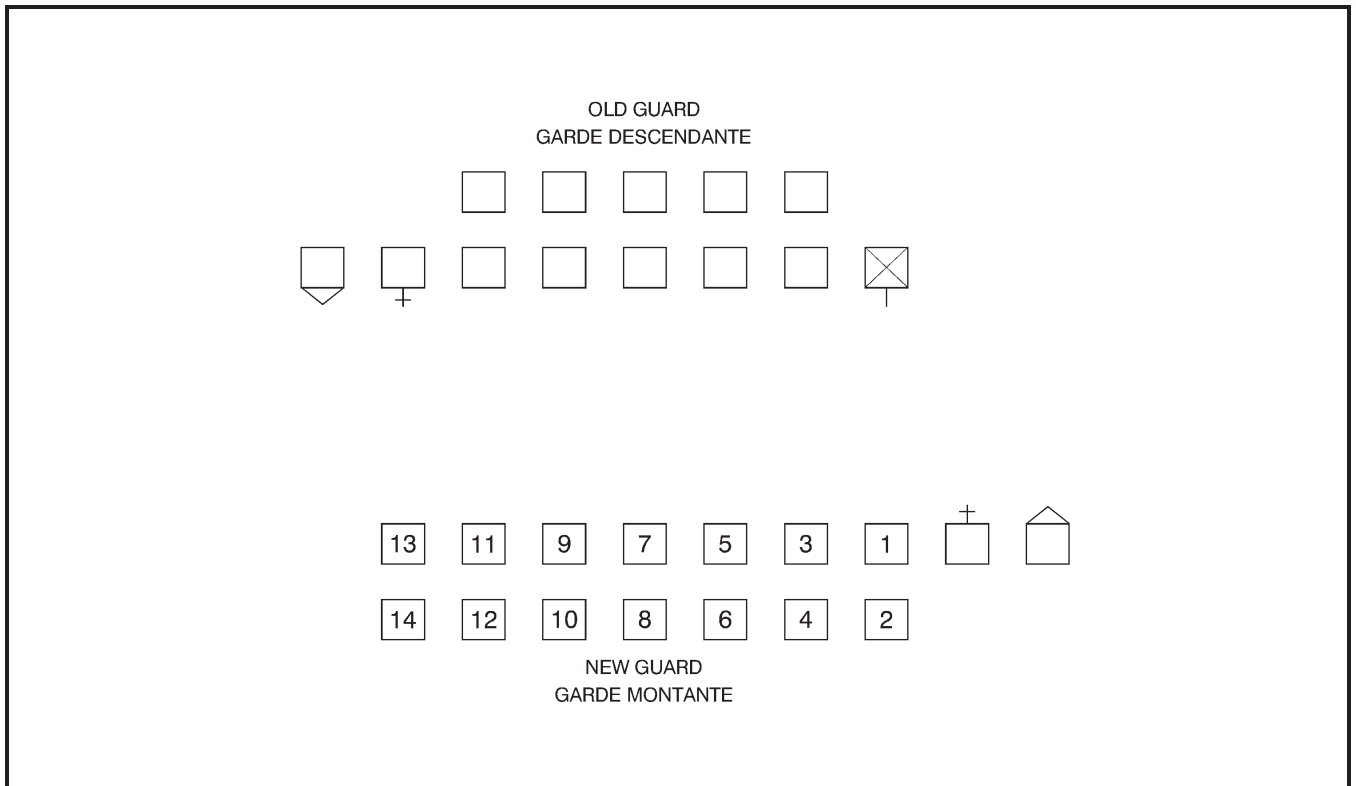 OLD GUARD
GARDE DESCENDANTE
13 11 9 7 5 3 1
14 12 10 8 6 4 2
NEW GUARD
GARDE MONTANTE